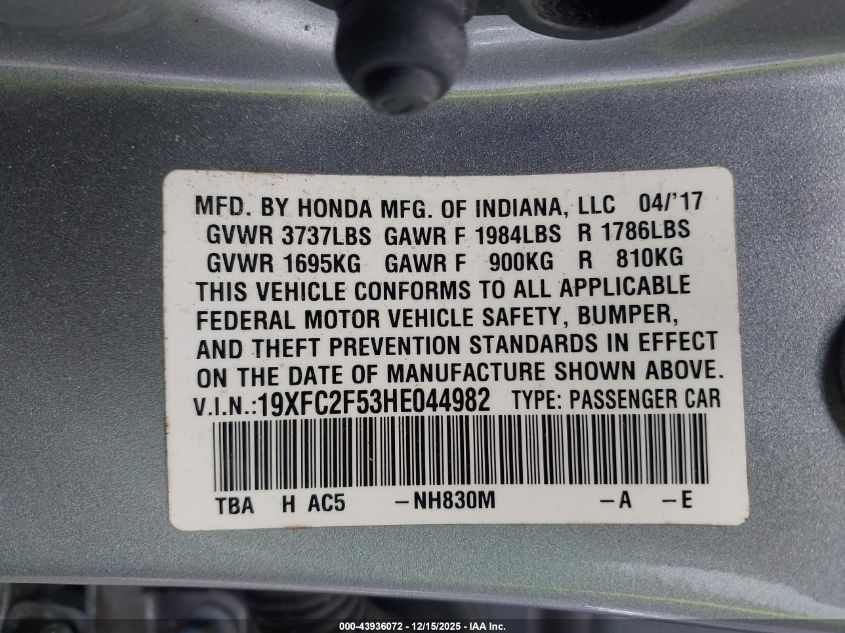 MFD. BY HONDA MFG. OF INDIANA, LLC 04/'17
GVWR 3737LBS GAWR F 1984LBS R 1786LBS
GVWR 1695KG GAWR F 900KG R 810KG
THIS VEHICLE CONFORMS TO ALL APPLICABLE
FEDERAL MOTOR VEHICLE SAFETY, BUMPER,
AND THEFT PREVENTION STANDARDS IN EFFECT
ON THE DATE OF MANUFACTURE SHOWN ABOVE.
V.I.N.:19XFC2F53HE044982 TYPE: PASSENGER CAR
TBA H AC5 -NH830M -A -E
000-43936072 - 12/15/2025 - IAA Inc.